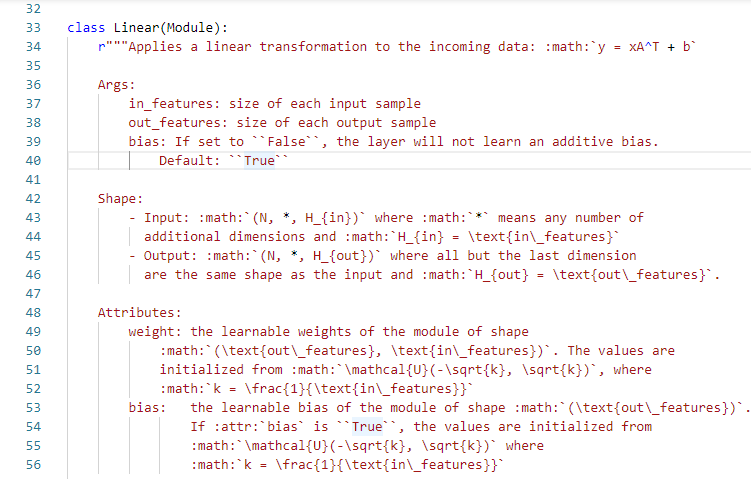 32
33 class Linear(Module):
34 r"""Applies a linear transformation to the incoming data: :math:`y = xA^T + b`
35
36 Args:
37 in_features: size of each input sample
38 out_features: size of each output sample
39 bias: If set to ``False``, the layer will not learn an additive bias.
40 Default: ``True``
41
42 Shape:
43 - Input: :math:`(N, *, H_{in})` where :math:`*` means any number of
44 additional dimensions and :math:`H_{in} = \text{in\_features}`
45 - Output: :math:`(N, *, H_{out})` where all but the last dimension
46 are the same shape as the input and :math:`H_{out} = \text{out\_features}`.
47
48 Attributes:
49 weight: the learnable weights of the module of shape
50 :math:`(\text{out\_features}, \text{in\_features})`. The values are
51 initialized from :math:`\mathcal{U}(-\sqrt{k}, \sqrt{k})`, where
52 :math:`k = \frac{1}{\text{in\_features}}`
53 bias:   the learnable bias of the module of shape :math:`(\text{out\_features})`.
54 If :attr:`bias` is ``True``, the values are initialized from
55 :math:`\mathcal{U}(-\sqrt{k}, \sqrt{k})` where
56 :math:`k = \frac{1}{\text{in\_features}}`